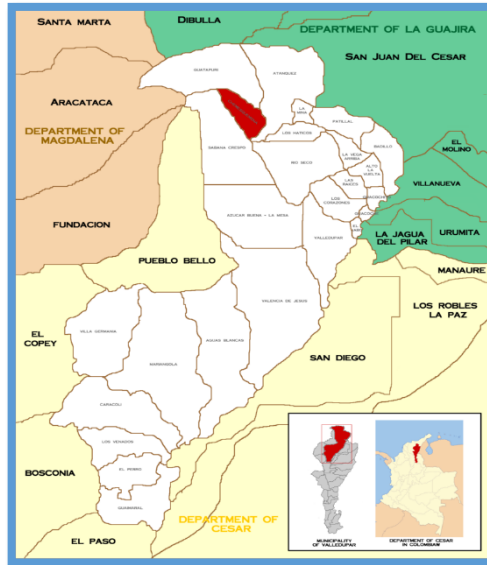 SANTA MARTA
DIBULLA
DEPARTMENT OF LA GUAJIRA
SAN JUAN DEL CESAR
GUATAPURI
ATANQUEZ
ARACATACA
LA
MINA
PATILLAL
DEPARTMENT OF
MAGDALENA
LOS HATICOS
SABANA CRESPO
BADILLO
EL
MOLINO
RIO SECO
LA VEGA
ARRIBA
ALTO
LA
VUELTA
VILLANUEVA
LAS
RAICES
LOS
CORAZONES
FUNDACION
AZUCAR BUENA - LA MESA
EL
VALLEDUPAR
LA JAGUA
DEL PILAR
URUMITA
PUEBLO BELLO
MANAURE
VALENCIA DE JESUS
LOS ROBLES
LA PAZ
EL
COPEY
VILLA GERMANIA
AGUAS BLANCAS
MARIANGOLA
SAN DIEGO
CARACOLI
LOS VENADOS
BOSCONIA
EL PERRO
GUAYMARAL
DEPARTMENT OF
CESAR
EL PASO
MUNICIPALITY
OF VALLEDUPAR
DEPARTMENT OF CESAR
IN COLOMBIA